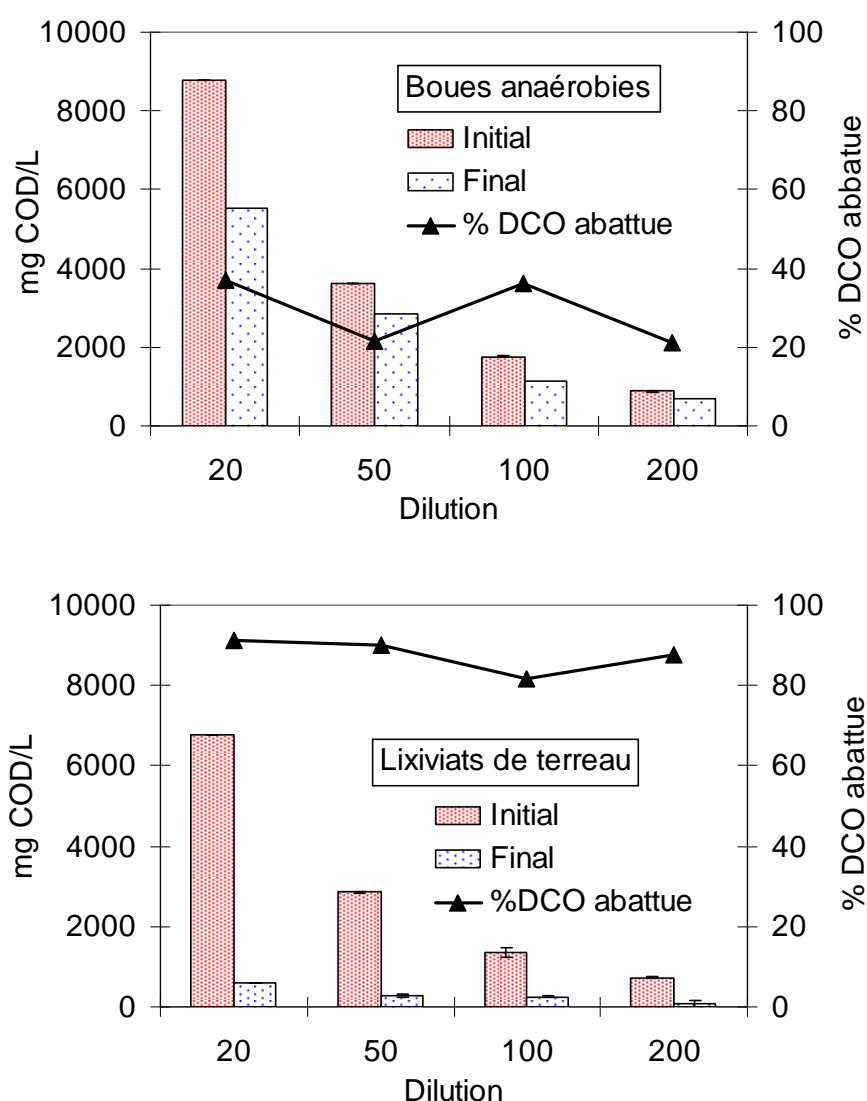 10000
8000
6000
4000
2000
0
mg COD/L
100
80
60
40
20
0
% DCO abbatue
Boues anaérobies
Initial
Final
% DCO abattue
20 50 100 200
Dilution
10000
8000
6000
4000
2000
0
mg COD/L
100
80
60
40
20
0
% DCO abattue
Lixiviats de terreau
Initial
Final
%DCO abattue
20 50 100 200
Dilution